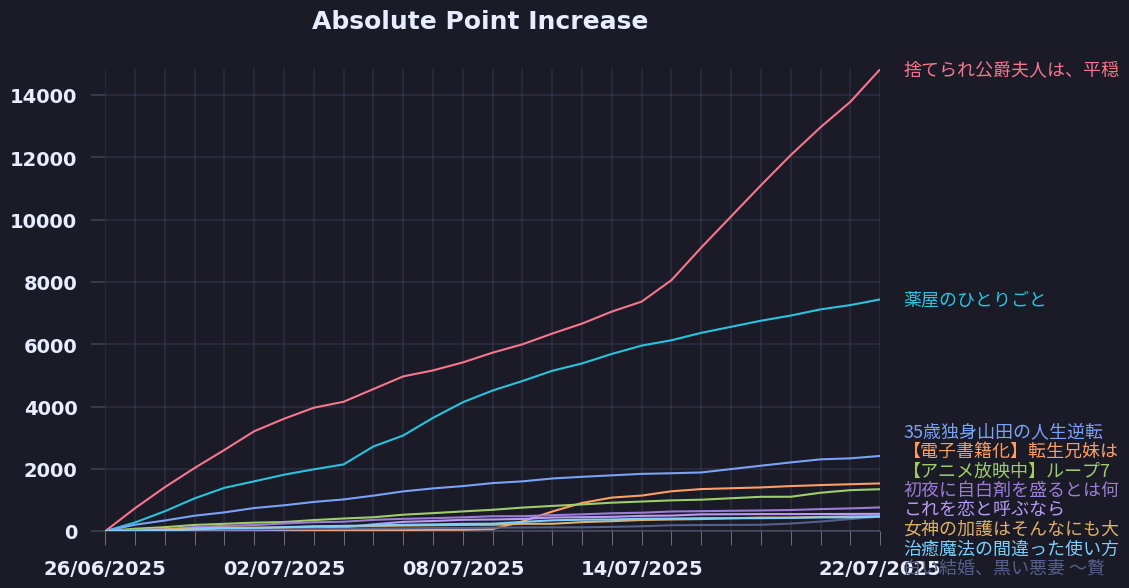 Absolute Point Increase
14000
12000
10000
8000
6000
4000
2000
0
捨てられ公爵夫人は、平穏
薬屋のひとりごと
35歳独身山田の人生逆転
【電子書籍化】転生兄妹は
【アニメ放映中】ループ7
初夜に自白剤を盛るとは何
これを恋と呼ぶなら
女神の加護はそんなにも大
治癒魔法の間違った使い方
結婚、黒い悪妻 〜贅
26/06/2025
02/07/2025
08/07/2025
14/07/2025
22/07/2025